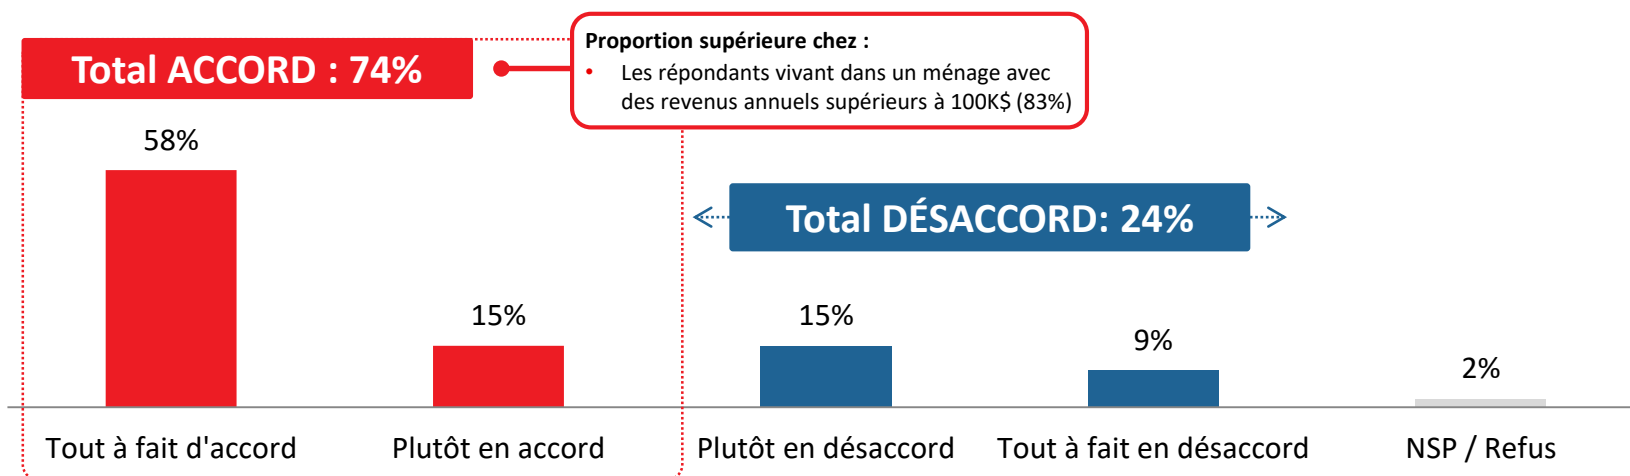 Total ACCORD : 74%
Proportion supérieure chez :
• Les répondants vivant dans un ménage avec
des revenus annuels supérieurs à 100K$ (83%)
58%
Total DÉSACCORD: 24%
15%
15%
9%
2%
Tout à fait d'accord
Plutôt en accord
Plutôt en désaccord
Tout à fait en désaccord
NSP / Refus